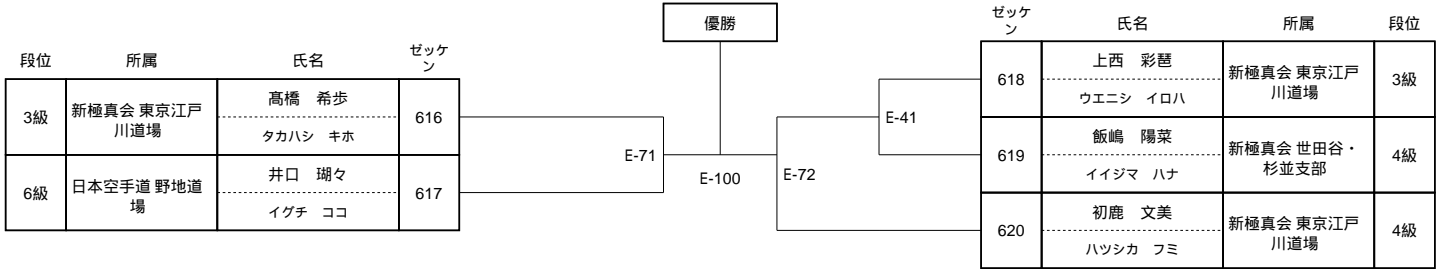 優勝
段位
所属
氏名
ゼッケ
ン
3級
新極真会 東京江戸
川道場
髙橋 希歩
タカハシ キホ
616
6級
日本空手道 野地道
場
井口 瑚々
イグチ ココ
617
E-71
E-100
E-72
E-41
ゼッケ
ン
氏名
所属
段位
618
上西 彩琶
ウエニシ イロハ
新極真会 東京江戸
川道場
3級
619
飯嶋 陽菜
イイジマ ハナ
新極真会 世田谷・
杉並支部
4級
620
初鹿 文美
ハツシカ フミ
新極真会 東京江戸
川道場
4級